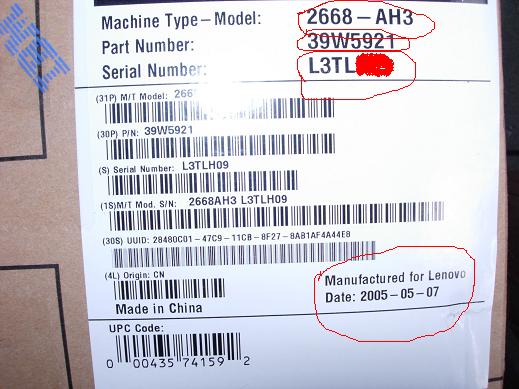 Machine Type-Model: 2668-AH3
Part Number: 39W5921
Serial Number: L3TL
(31P) M/T Model: 266
(30P) P/N: 39W5921
(S) Serial Number: L3TLH09
(1S)M/T Mod. S/N: 2668AH3 L3TLH09
(30S) UUID: 28480C01-47C9-11CB-8F27-8AB1AF4A44E8
(4L) Origin: CN
Made in China
Manufactured for Lenovo
Date: 2005-05-07
UPC Code:
0 00435 74159 2